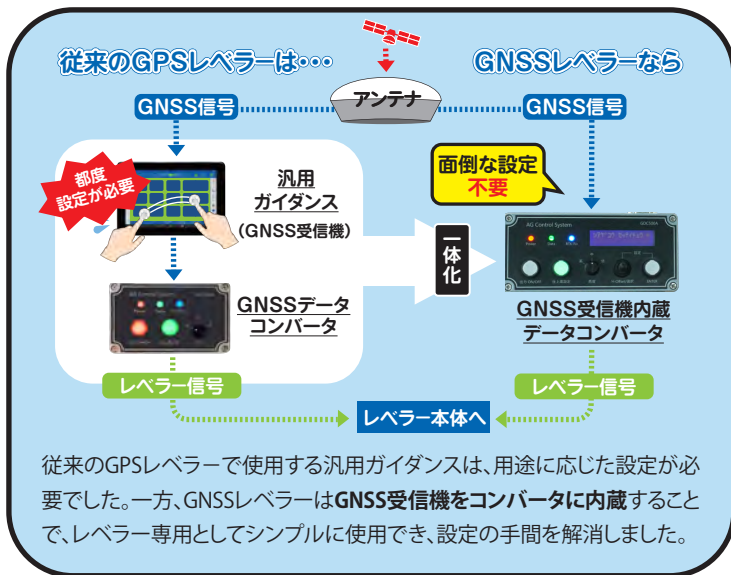 従来のGPSレベラーは・・・
GNSSレベラーなら
アンテナ
GNSS信号
GNSS信号
都度
設定が必要
汎用
ガイダンス
(GNSS受信機)
面倒な設定
不要
一体化
AG Control System
GNSSデータ
コンバータ
AG Control System
GNSS受信機内蔵
データコンバータ
レベラー信号
レベラー信号
レベラー本体へ
従来のGPSレベラーで使用する汎用ガイダンスは、用途に応じた設定が必
要でした。一方、GNSSレベラーはGNSS受信機をコンバータに内蔵すること
で、レベラー専用としてシンプルに使用でき、設定の手間を解消しました。